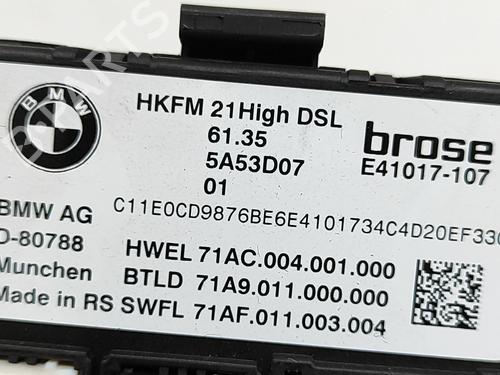 BMW
HKFM 21High DSL
61.35
5A53D07
01
brose
E41017-107
C11E0CD9876BE6E4101734C4D20EF330
BMW AG
D-80788
Munchen
Made in RS
HWEL 71AC.004.001.000
BTLD 71A9.011.000.000
SWFL 71AF.011.003.004